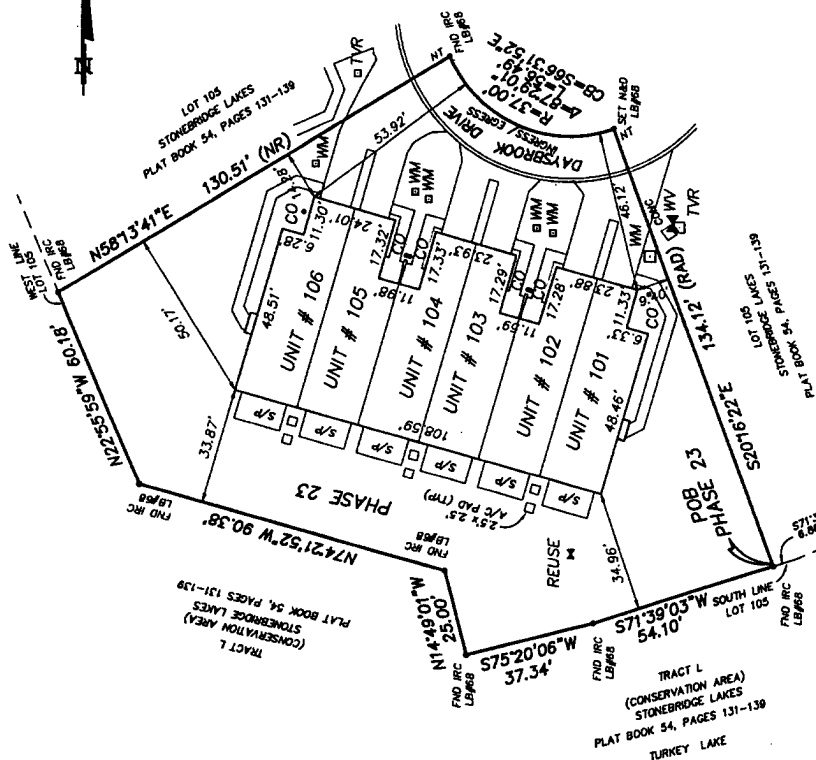 N
LOT 105
STONEBRIDGE LAKES
PLAT BOOK 54, PAGES 131-139
TVR
NT
FND IRC
LB#68
R=37.00'
Δ=87°29'01"
L=56.49'
CB=S66°31'52"E
DAYSBROOK
DRIVE
INGRESS/EGRESS
SET N&D
LB#68
NT
N58°13'41"E 130.51' (NR)
WM
53.92'
WEST LINE
LOT 105
FND IRC
LB#68
CO
11.30'
6.28'
24.01'
17.32'
CO
CO
WM
WM
17.33'
11.98'
23.93'
17.29'
CO
CO
WM
WM
17.28'
11.69'
23.88'
46.12'
WM
CONC
WV
TVR
11.33'
6.33'
CO
48.51'
UNIT # 106
UNIT # 105
UNIT # 104
UNIT # 103
UNIT # 102
UNIT # 101
48.46'
50.17'
N22°55'59"W 60.18'
33.87'
108.59'
S/P
S/P
S/P
S/P
S/P
S/P
PHASE 23
2.5'x 2.5'
A/C PAD (TYP)
REUSE
34.96'
S20°16'22"E 134.12' (RAD)
LOT 105
STONEBRIDGE LAKES
PLAT BOOK 54, PAGES 131-139
FND IRC
LB#68
N74°21'52"W 90.38'
FND IRC
LB#68
TRACT L
(CONSERVATION AREA)
STONEBRIDGE LAKES
PLAT BOOK 54, PAGES 131-139
N14°49'01"W
25.00'
FND IRC
LB#68
S75°20'06"W
37.34'
FND IRC
LB#68
S71°39'03"W
54.10'
SOUTH LINE
LOT 105
POB
PHASE 23
FND IRC
LB#68
TRACT L
(CONSERVATION AREA)
STONEBRIDGE LAKES
PLAT BOOK 54, PAGES 131-139
TURKEY LAKE